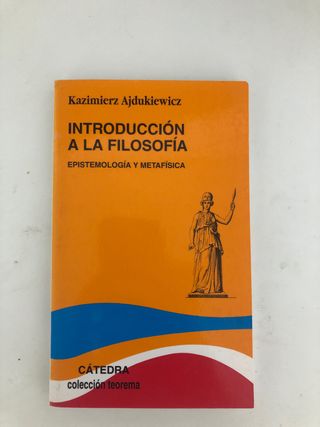 Kazimierz Ajdukiewicz
INTRODUCCIÓN
A LA FILOSOFÍA
EPISTEMOLOGÍA Y METAFÍSICA
CÁTEDRA
colección teorema